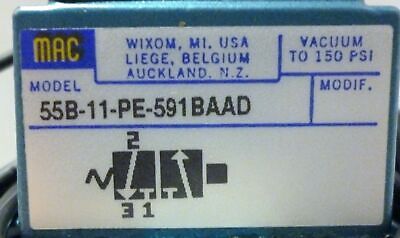 MAC
WIXOM, MI. USA
LIEGE, BELGIUM
AUCKLAND. N.Z.
VACUUM
TO 150 PSI
MODEL
MODIF.
55B-11-PE-591BAAD
2
3 1